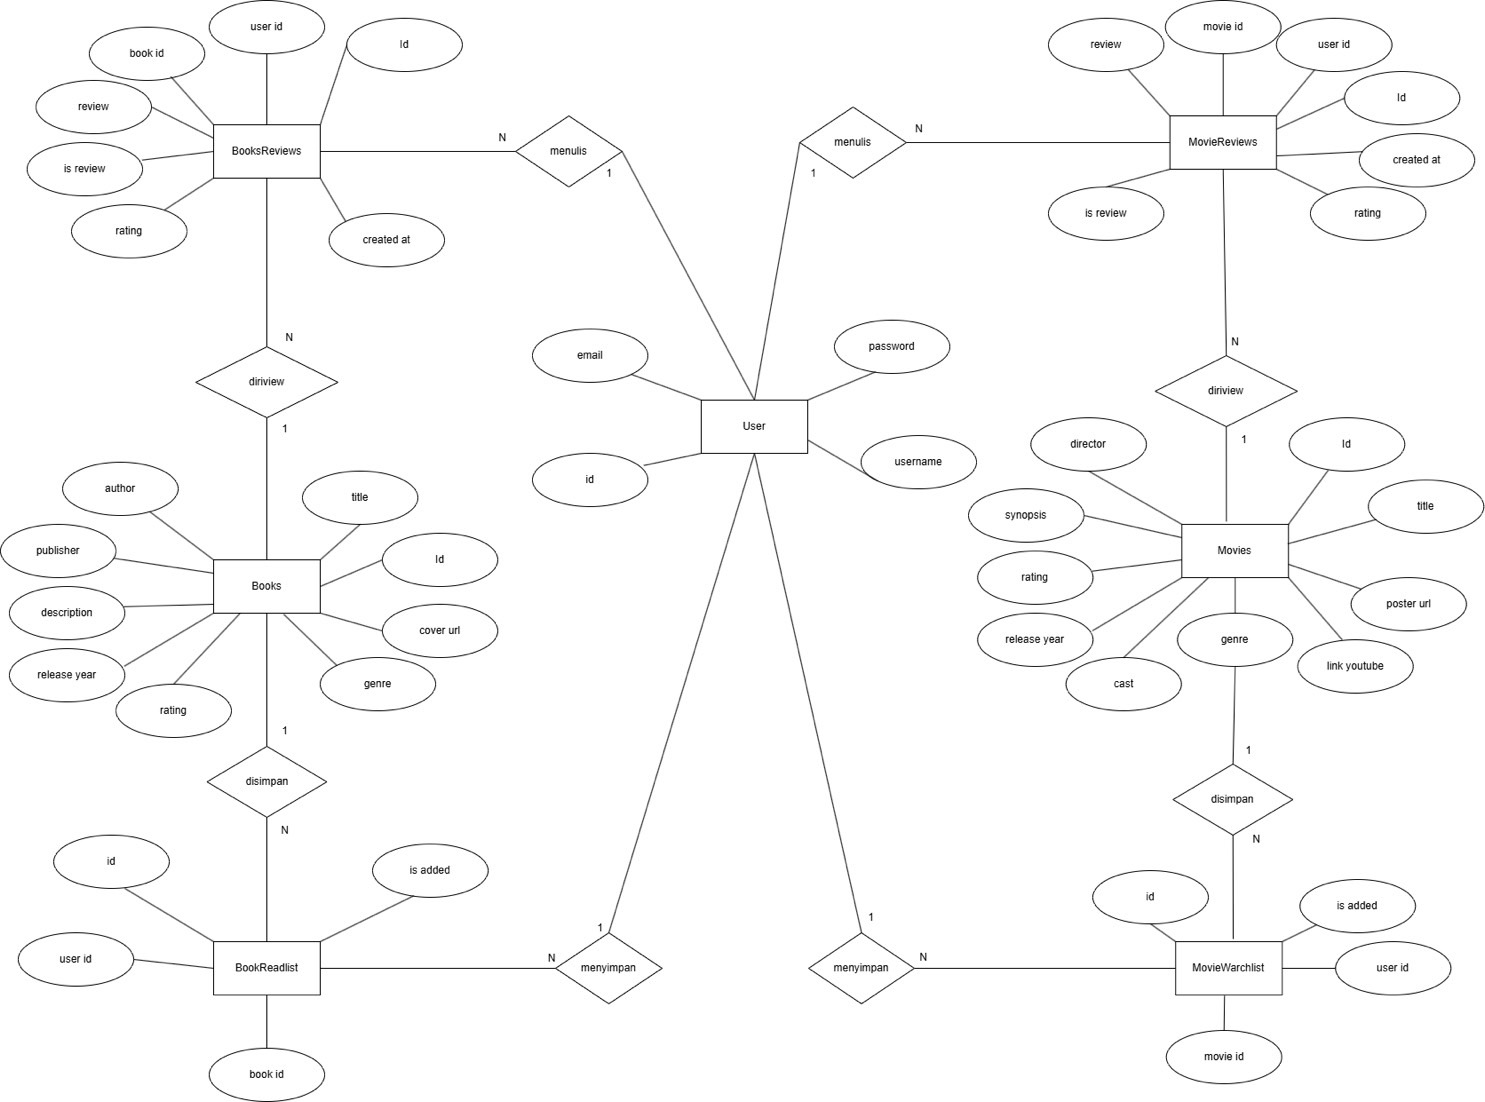 user id
movie id
Id
review
user id
book id
review
Id
N
N
menulis
menulis
MovieReviews
BooksReviews
created at
is review
1
1
is review
rating
rating
created at
N
N
email
password
diriview
diriview
User
1
1
director
Id
username
id
author
title
title
synopsis
publisher
Id
Movies
rating
Books
description
cover url
poster url
release year
genre
link youtube
release year
genre
cast
rating
1
1
disimpan
disimpan
N
N
id
is added
id
is added
1
1
user id
N
N
BookReadlist
menyimpan
menyimpan
MovieWarchlist
user id
movie id
book id